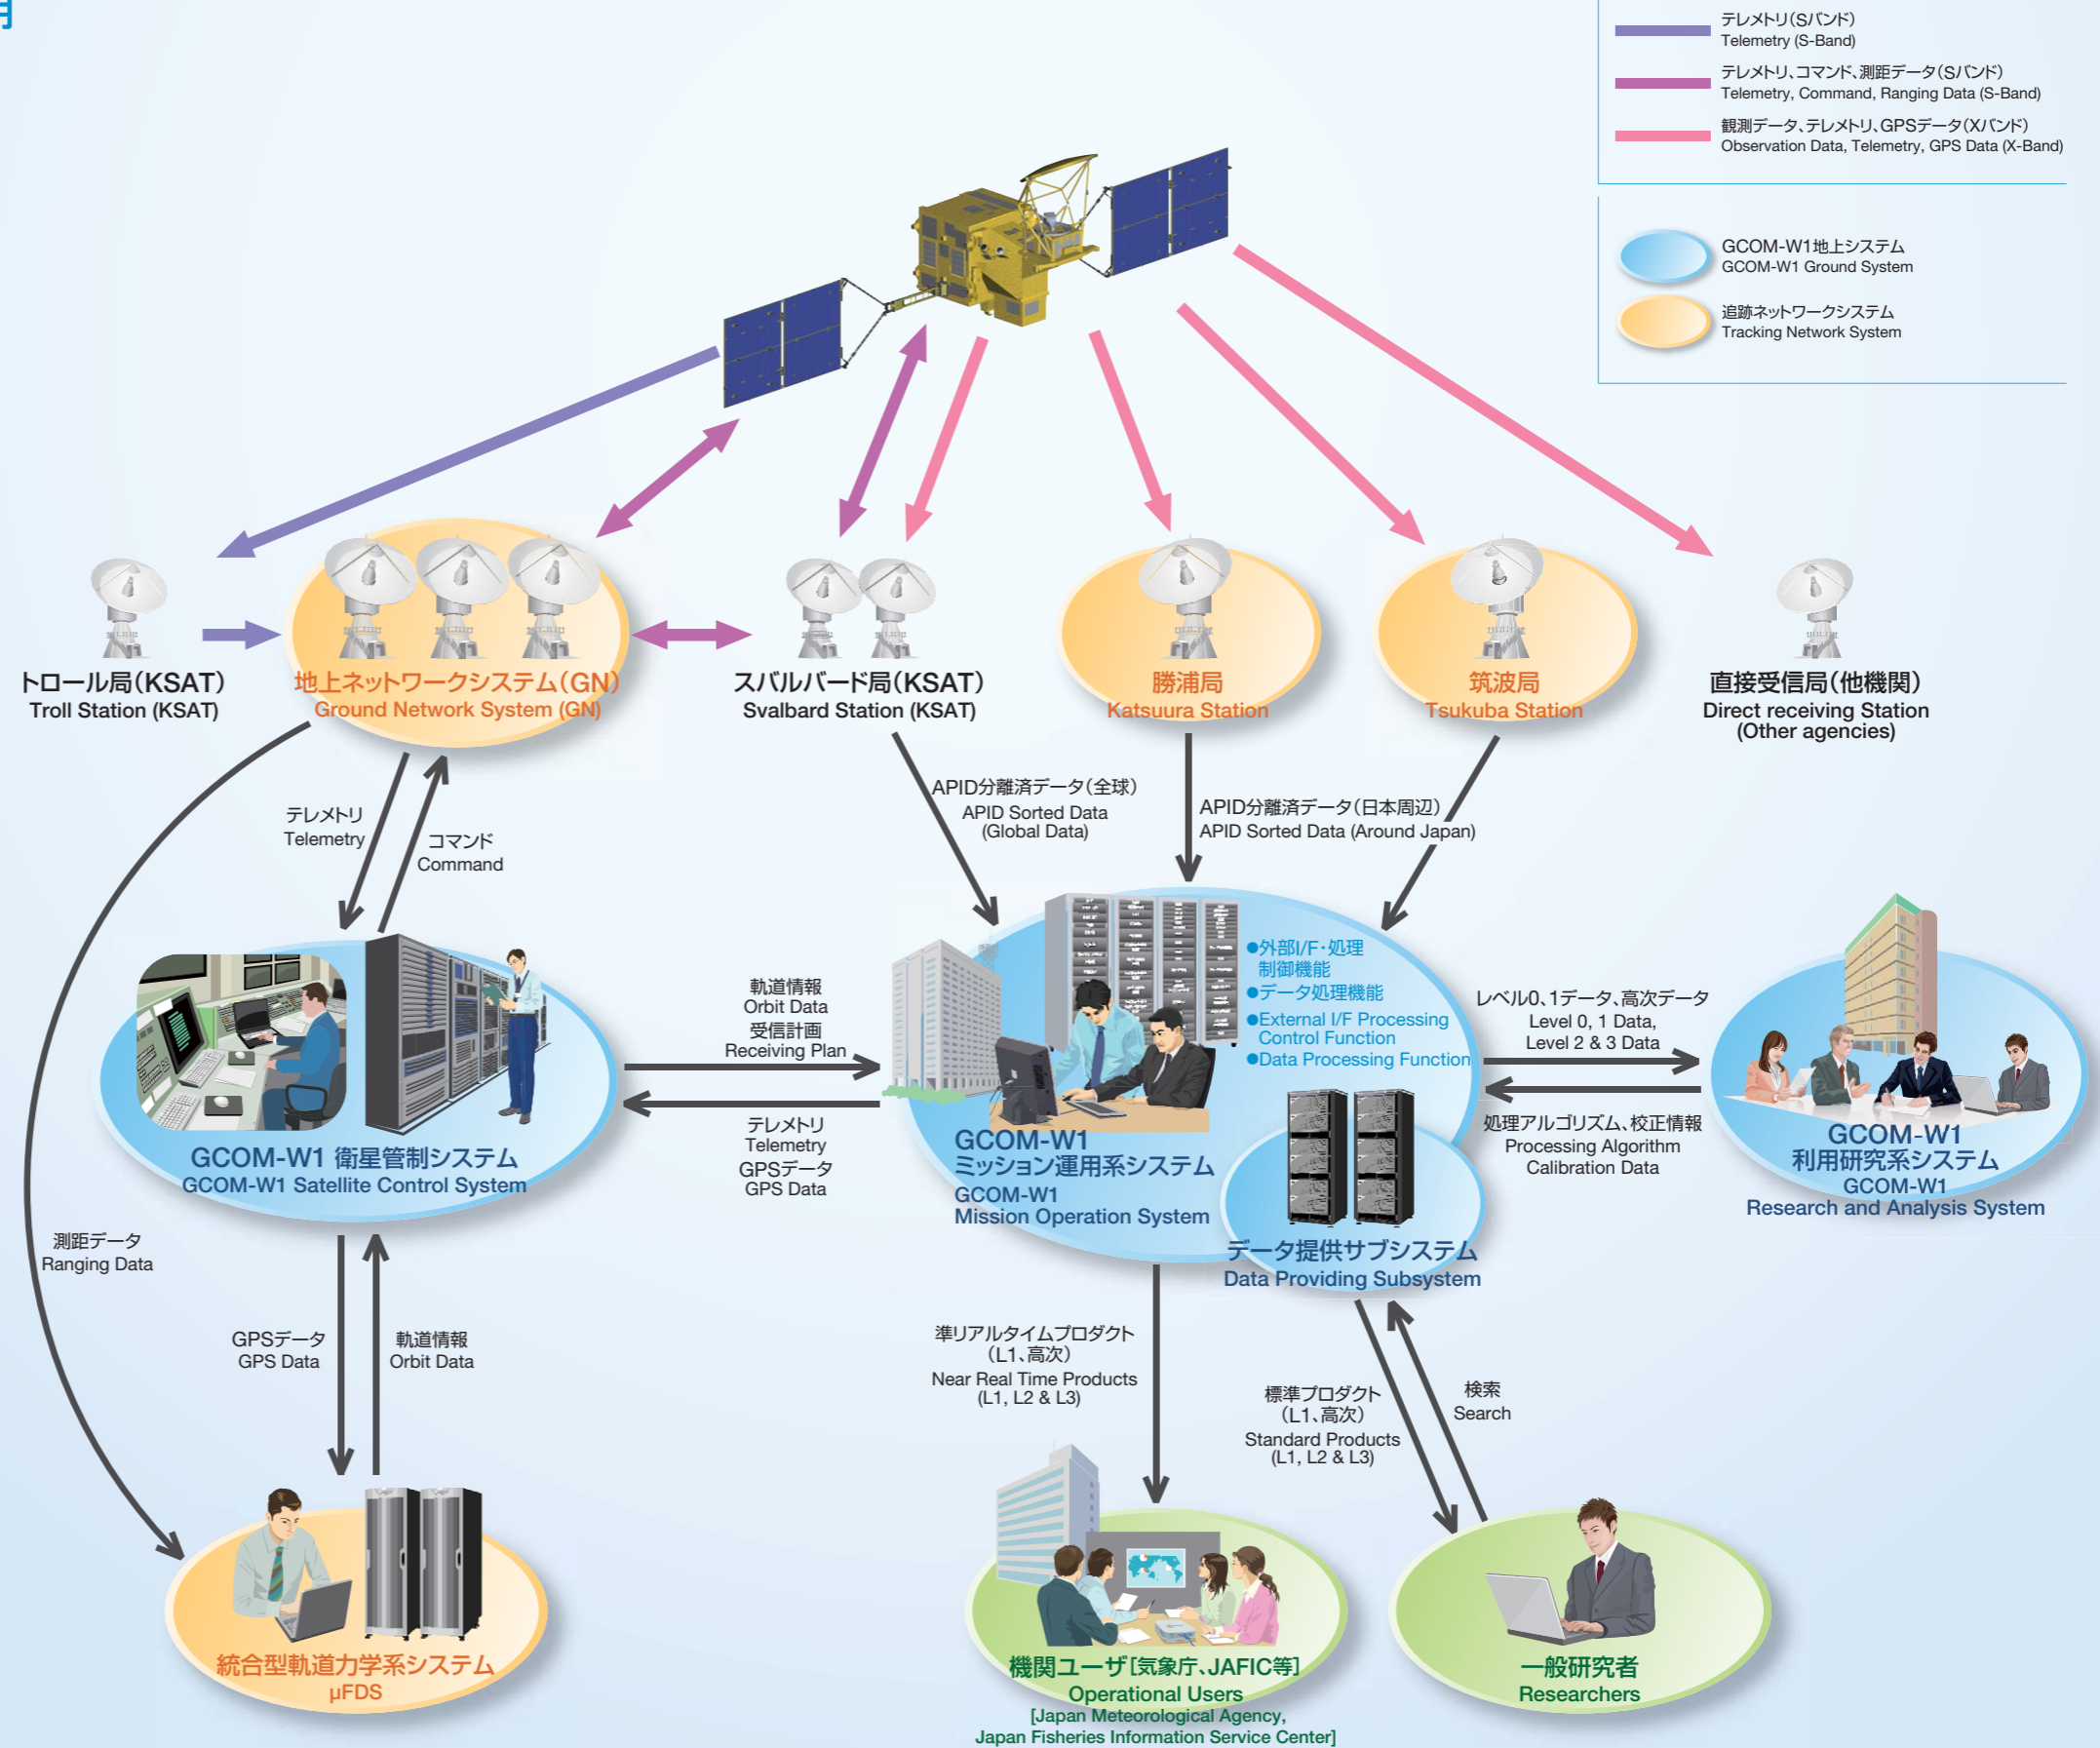 用
テレメトリ(Sバンド)
Telemetry (S-Band)
テレメトリ、コマンド、測距データ(Sバンド)
Telemetry, Command, Ranging Data (S-Band)
観測データ、テレメトリ、GPSデータ(Xバンド)
Observation Data, Telemetry, GPS Data (X-Band)
GCOM-W1地上システム
GCOM-W1 Ground System
追跡ネットワークシステム
Tracking Network System
トロール局(KSAT)
Troll Station (KSAT)
地上ネットワークシステム(GN)
Ground Network System (GN)
スバルバード局(KSAT)
Svalbard Station (KSAT)
勝浦局
Katsuura Station
筑波局
Tsukuba Station
直接受信局(他機関)
Direct receiving Station
(Other agencies)
テレメトリ
Telemetry
コマンド
Command
APID分離済データ(全球)
APID Sorted Data
(Global Data)
APID分離済データ(日本周辺)
APID Sorted Data (Around Japan)
軌道情報
Orbit Data
受信計画
Receiving Plan
テレメトリ
Telemetry
GPSデータ
GPS Data
●外部I/F・処理
制御機能
●データ処理機能
●External I/F Processing
Control Function
●Data Processing Function
レベル0、1データ、高次データ
Level 0, 1 Data,
Level 2 & 3 Data
処理アルゴリズム、校正情報
Processing Algorithm
Calibration Data
GCOM-W1 衛星管制システム
GCOM-W1 Satellite Control System
GCOM-W1
ミッション運用系システム
GCOM-W1
Mission Operation System
データ提供サブシステム
Data Providing Subsystem
GCOM-W1
利用研究系システム
GCOM-W1
Research and Analysis System
測距データ
Ranging Data
GPSデータ
GPS Data
軌道情報
Orbit Data
準リアルタイムプロダクト
(L1、高次)
Near Real Time Products
(L1, L2 & L3)
標準プロダクト
(L1、高次)
Standard Products
(L1, L2 & L3)
検索
Search
統合型軌道力学系システム
μFDS
機関ユーザ[気象庁、JAFIC等]
Operational Users
[Japan Meteorological Agency,
Japan Fisheries Information Service Center]
一般研究者
Researchers